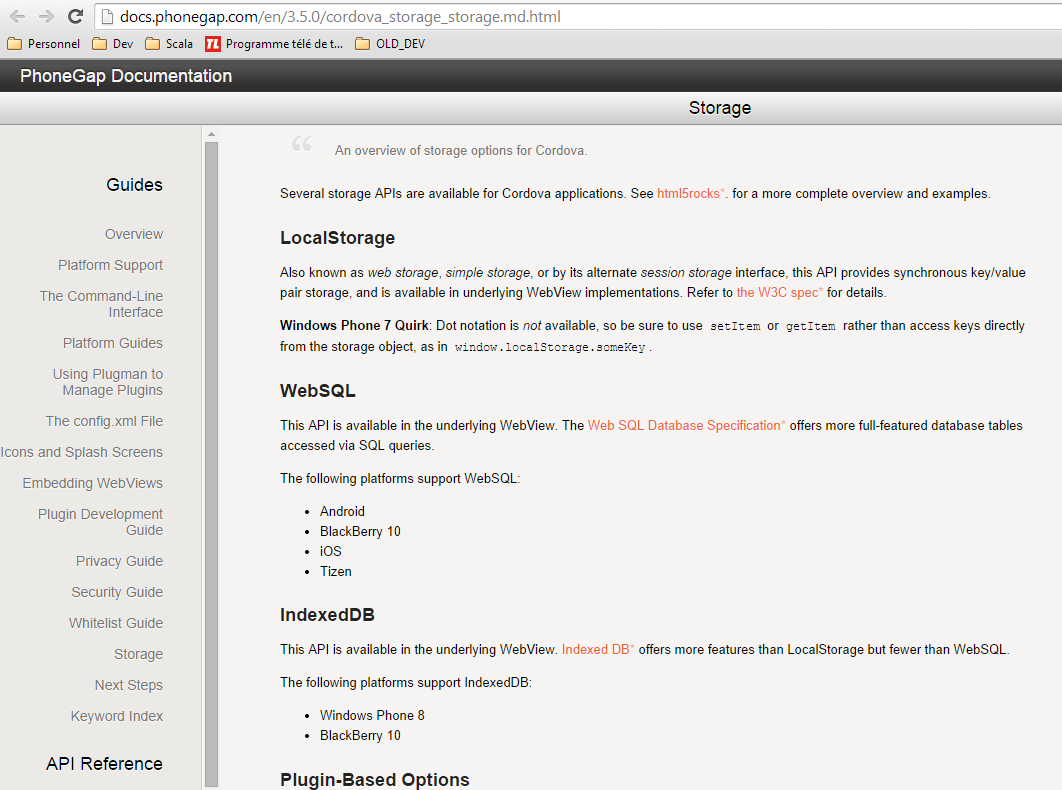 docs.phonegap.com/en/3.5.0/cordova_storage_storage.md.html
Personnel Dev Scala TL Programme télé de t... OLD_DEV
PhoneGap Documentation
Storage
Guides
Overview
Platform Support
The Command-Line
Interface
Platform Guides
Using Plugman to
Manage Plugins
The config.xml File
Icons and Splash Screens
Embedding WebViews
Plugin Development
Guide
Privacy Guide
Security Guide
Whitelist Guide
Storage
Next Steps
Keyword Index
API Reference
“ An overview of storage options for Cordova.
Several storage APIs are available for Cordova applications. See html5rocks*. for a more complete overview and examples.
LocalStorage
Also known as web storage, simple storage, or by its alternate session storage interface, this API provides synchronous key/value
pair storage, and is available in underlying WebView implementations. Refer to the W3C spec* for details.
Windows Phone 7 Quirk: Dot notation is not available, so be sure to use setItem or getItem rather than access keys directly
from the storage object, as in window.localStorage.someKey.
WebSQL
This API is available in the underlying WebView. The Web SQL Database Specification* offers more full-featured database tables
accessed via SQL queries.
The following platforms support WebSQL:
• Android
• BlackBerry 10
• iOS
• Tizen
IndexedDB
This API is available in the underlying WebView. Indexed DB* offers more features than LocalStorage but fewer than WebSQL.
The following platforms support IndexedDB:
• Windows Phone 8
• BlackBerry 10
Plugin-Based Options